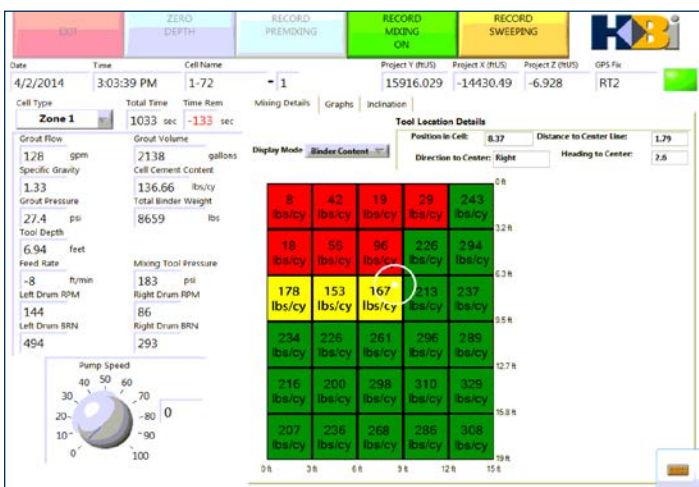 EXIT
ZERO DEPTH
RECORD PREMIXING
RECORD MIXING ON
RECORD SWEEPING
KBi
Date Time Cell Name Project Y (ftUS) Project X (ftUS) Project Z (ftUS) GPS Fix
4/2/2014 3:03:39 PM 1-72 - 1 15916.029 -14430.49 -6.928 RT2
Cell Type Total Time Time Rem
Zone 1 1033 sec -133 sec
Grout Flow Grout Volume
128 gpm 2138 gallons
Specific Gravity Cell Cement Content
1.33 136.66 lbs/cy
Grout Pressure Total Binder Weight
27.4 psi 8659 lbs
Tool Depth
6.94 feet
Feed Rate Mixing Tool Pressure
-8 ft/min 183 psi
Left Drum RPM Right Drum RPM
144 86
Left Drum BRN Right Drum BRN
494 293
Pump Speed
0 10 20 30 40 50 60 70 80 90 100
0
Mixing Details Graphs Inclination
Tool Location Details
Display Mode Binder Content
Position in Cell: 8.37 Distance to Center Line: 1.79
Direction to Center: Right Heading to Center: 2.6
0 ft
8 lbs/cy 42 lbs/cy 19 lbs/cy 29 lbs/cy 243 lbs/cy
3.2 ft
18 lbs/cy 56 lbs/cy 96 lbs/cy 226 lbs/cy 294 lbs/cy
6.3 ft
178 lbs/cy 153 lbs/cy 167 lbs/cy 213 lbs/cy 237 lbs/cy
9.5 ft
234 lbs/cy 226 lbs/cy 261 lbs/cy 296 lbs/cy 289 lbs/cy
12.7 ft
216 lbs/cy 200 lbs/cy 298 lbs/cy 310 lbs/cy 329 lbs/cy
15.8 ft
207 lbs/cy 236 lbs/cy 268 lbs/cy 286 lbs/cy 308 lbs/cy
19 ft
0 ft 3 ft 6 ft 9 ft 12 ft 15 ft